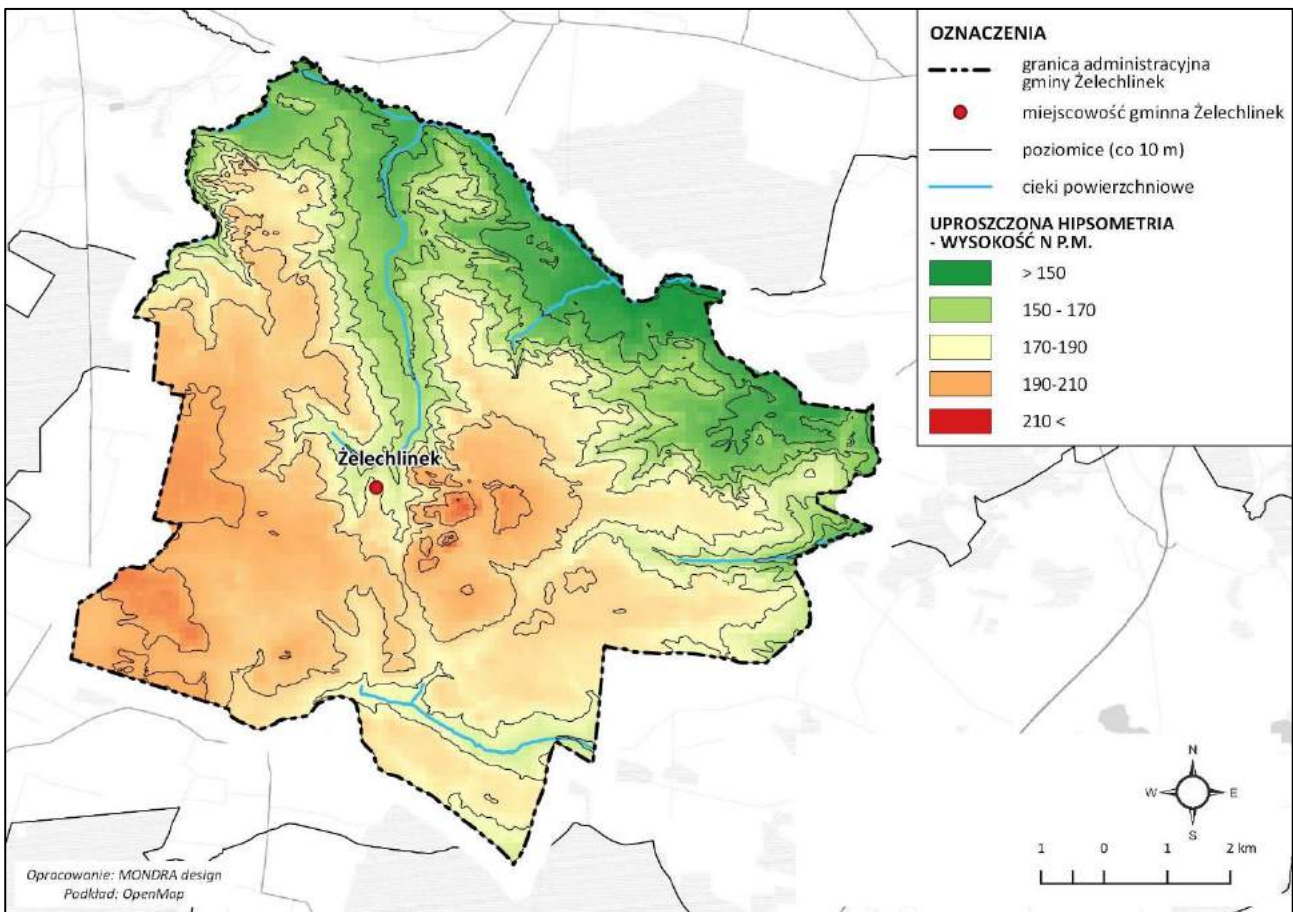 OZNACZENIA
granica administracyjna
gminy Żelechlinek
miejscowość gminna Żelechlinek
poziomice (co 10 m)
cieki powierzchniowe
UPROSZCZONA HIPSOMETRIA
- WYSOKOŚĆ N P.M.
> 150
150 - 170
170-190
190-210
210 <
Żelechlinek
N
W E
S
1 0 1 2 km
Opracowanie: MONDRA design
Podkład: OpenMap